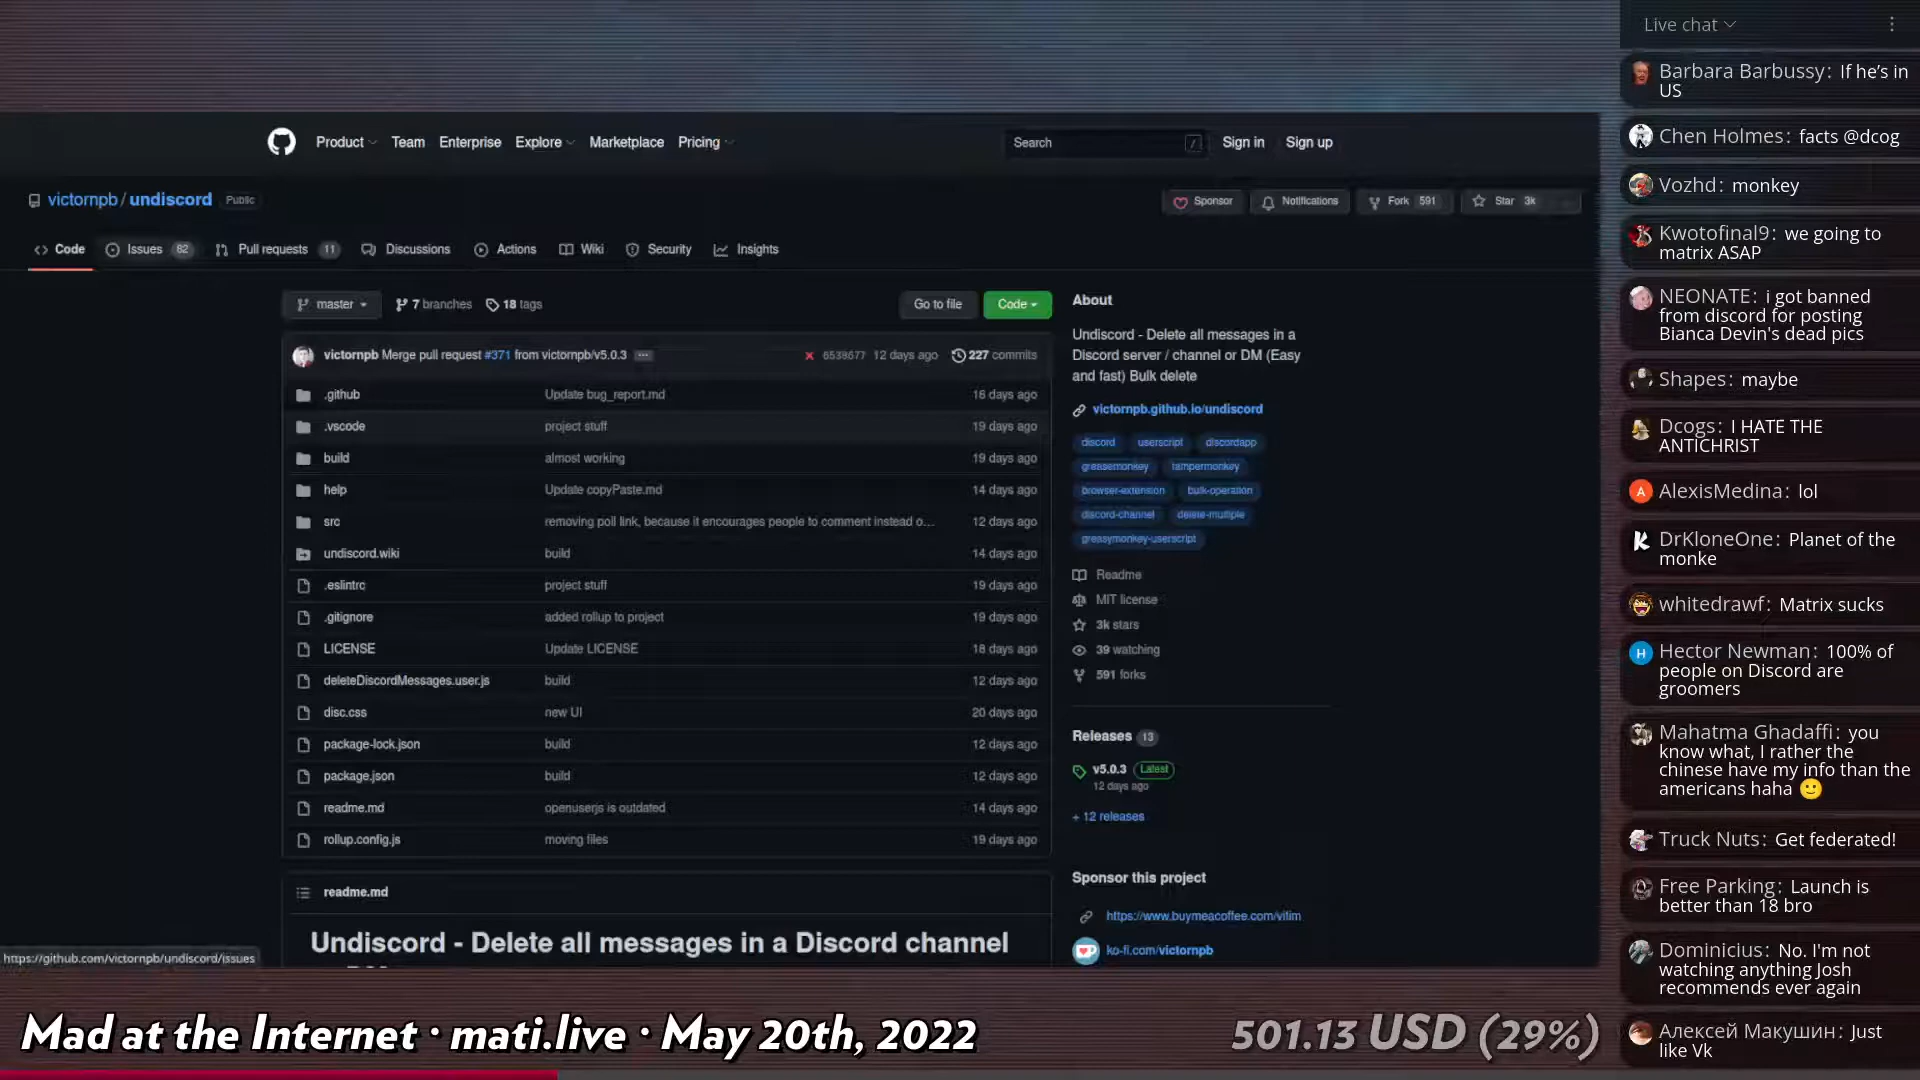 Product
Team
Enterprise
Explore
Marketplace
Pricing
Search
/
Sign in
Sign up
victornpb / undiscord
Public
Sponsor
Notifications
Fork 591
Star 3k
Code
Issues 82
Pull requests 11
Discussions
Actions
Wiki
Security
Insights
master
7 branches
18 tags
Go to file
Code
victornpb Merge pull request #371 from victornpb/v5.0.3 ...
6538677 12 days ago
227 commits
.github Update bug_report.md 16 days ago
.vscode project stuff 19 days ago
build almost working 19 days ago
help Update copyPaste.md 14 days ago
src removing poll link, because it encourages people to comment instead o... 12 days ago
undiscord.wiki build 14 days ago
.eslintrc project stuff 19 days ago
.gitignore added rollup to project 19 days ago
LICENSE Update LICENSE 18 days ago
deleteDiscordMessages.user.js build 12 days ago
disc.css new UI 20 days ago
package-lock.json build 12 days ago
package.json build 12 days ago
readme.md openuserjs is outdated 14 days ago
rollup.config.js moving files 19 days ago
readme.md
Undiscord - Delete all messages in a Discord channel
https://github.com/victornpb/undiscord/issues
About
Undiscord - Delete all messages in a
Discord server / channel or DM (Easy
and fast) Bulk delete
victornpb.github.io/undiscord
discord userscript discordapp
greasemonkey tampermonkey
browser-extension bulk-operation
discord-channel delete-multiple
greasymonkey-userscript
Readme
MIT license
3k stars
39 watching
591 forks
Releases 13
v5.0.3 Latest
12 days ago
+ 12 releases
Sponsor this project
https://www.buymeacoffee.com/vitim
ko-fi.com/victornpb
Live chat
Barbara Barbussy: If he's in
US
Chen Holmes: facts @dcog
Vozhd: monkey
Kwotofinal9: we going to
matrix ASAP
NEONATE: i got banned
from discord for posting
Bianca Devin's dead pics
Shapes: maybe
Dcogs: I HATE THE
ANTICHRIST
A
AlexisMedina: lol
DrKloneOne: Planet of the
monke
whitedrawf: Matrix sucks
H
Hector Newman: 100% of
people on Discord are
groomers
Mahatma Ghadaffi: you
know what, I rather the
chinese have my info than the
americans haha 🙂
Truck Nuts: Get federated!
Free Parking: Launch is
better than 18 bro
Dominicius: No. I'm not
watching anything Josh
recommends ever again
Алексей Макушин: Just
like Vk
Mad at the Internet · mati.live · May 20th, 2022
501.13 USD (29%)